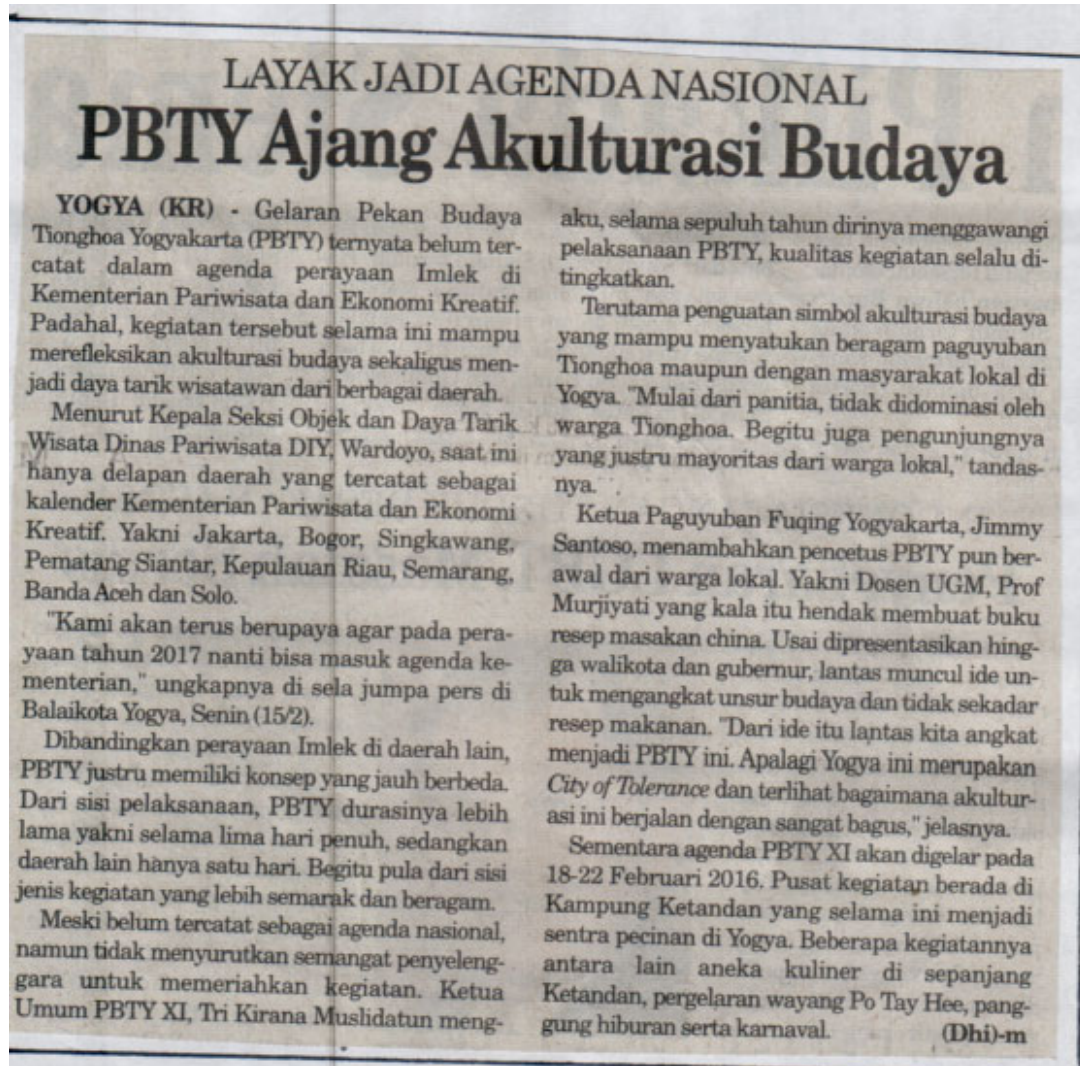 LAYAK JADI AGENDA NASIONAL
PBTY Ajang Akulturasi Budaya
YOGYA (KR) - Gelaran Pekan Budaya
Tionghoa Yogyakarta (PBTY) ternyata belum ter-
catat dalam agenda perayaan Imlek di
Kementerian Pariwisata dan Ekonomi Kreatif.
Padahal, kegiatan tersebut selama ini mampu
merefleksikan akulturasi budaya sekaligus men-
jadi daya tarik wisatawan dari berbagai daerah.
Menurut Kepala Seksi Objek dan Daya Tarik
Wisata Dinas Pariwisata DIY, Wardoyo, saat ini
hanya delapan daerah yang tercatat sebagai
kalender Kementerian Pariwisata dan Ekonomi
Kreatif. Yakni Jakarta, Bogor, Singkawang,
Pematang Siantar, Kepulauan Riau, Semarang,
Banda Aceh dan Solo.
"Kami akan terus berupaya agar pada pera-
yaan tahun 2017 nanti bisa masuk agenda ke-
menterian," ungkapnya di sela jumpa pers di
Balaikota Yogya, Senin (15/2).
Dibandingkan perayaan Imlek di daerah lain,
PBTY justru memiliki konsep yang jauh berbeda.
Dari sisi pelaksanaan, PBTY durasinya lebih
lama yakni selama lima hari penuh, sedangkan
daerah lain hanya satu hari. Begitu pula dari sisi
jenis kegiatan yang lebih semarak dan beragam.
Meski belum tercatat sebagai agenda nasional,
namun tidak menyurutkan semangat penyeleng-
gara untuk memeriahkan kegiatan. Ketua
Umum PBTY XI, Tri Kirana Muslidatun meng-
aku, selama sepuluh tahun dirinya menggawangi
pelaksanaan PBTY, kualitas kegiatan selalu di-
tingkatkan.
Terutama penguatan simbol akulturasi budaya
yang mampu menyatukan beragam paguyuban
Tionghoa maupun dengan masyarakat lokal di
Yogya. "Mulai dari panitia, tidak didominasi oleh
warga Tionghoa. Begitu juga pengunjungnya
yang justru mayoritas dari warga lokal," tandas-
nya.
Ketua Paguyuban Fuqing Yogyakarta, Jimmy
Santoso, menambahkan pencetus PBTY pun ber-
awal dari warga lokal. Yakni Dosen UGM, Prof
Murjiyati yang kala itu hendak membuat buku
resep masakan china. Usai dipresentasikan hing-
ga walikota dan gubernur, lantas muncul ide un-
tuk mengangkat unsur budaya dan tidak sekadar
resep makanan. "Dari ide itu lantas kita angkat
menjadi PBTY ini. Apalagi Yogya ini merupakan
City of Tolerance dan terlihat bagaimana akultur-
asi ini berjalan dengan sangat bagus," jelasnya.
Sementara agenda PBTY XI akan digelar pada
18-22 Februari 2016. Pusat kegiatan berada di
Kampung Ketandan yang selama ini menjadi
sentra pecinan di Yogya. Beberapa kegiatannya
antara lain aneka kuliner di sepanjang
Ketandan, pergelaran wayang Po Tay Hee, pang-
gung hiburan serta karnaval. (Dhi)-m